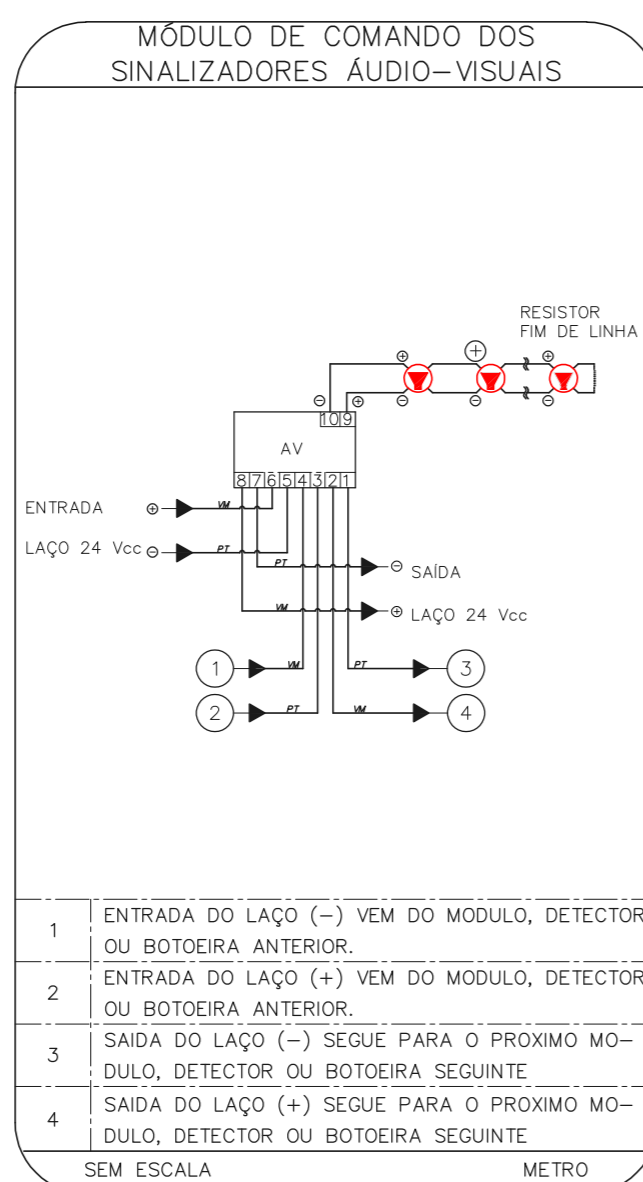 MÓDULO DE COMANDO DOS
SINALIZADORES ÁUDIO-VISUAIS
RESISTOR
FIM DE LINHA
⊕ ⊕ ⊕
⊖ ⊖ ⊖
⊖ 10 9 ⊕
AV
8 7 6 5 4 3 2 1
ENTRADA ⊕ VM
LAÇO 24 Vcc ⊖ PT
PT ⊖ SAÍDA
VM ⊕ LAÇO 24 Vcc
1 VM PT 3
2 PT VM 4
1 ENTRADA DO LAÇO (-) VEM DO MODULO, DETECTOR
OU BOTOEIRA ANTERIOR.
2 ENTRADA DO LAÇO (+) VEM DO MODULO, DETECTOR
OU BOTOEIRA ANTERIOR.
3 SAIDA DO LAÇO (-) SEGUE PARA O PROXIMO MO-
DULO, DETECTOR OU BOTOEIRA SEGUINTE
4 SAIDA DO LAÇO (+) SEGUE PARA O PROXIMO MO-
DULO, DETECTOR OU BOTOEIRA SEGUINTE
SEM ESCALA METRO